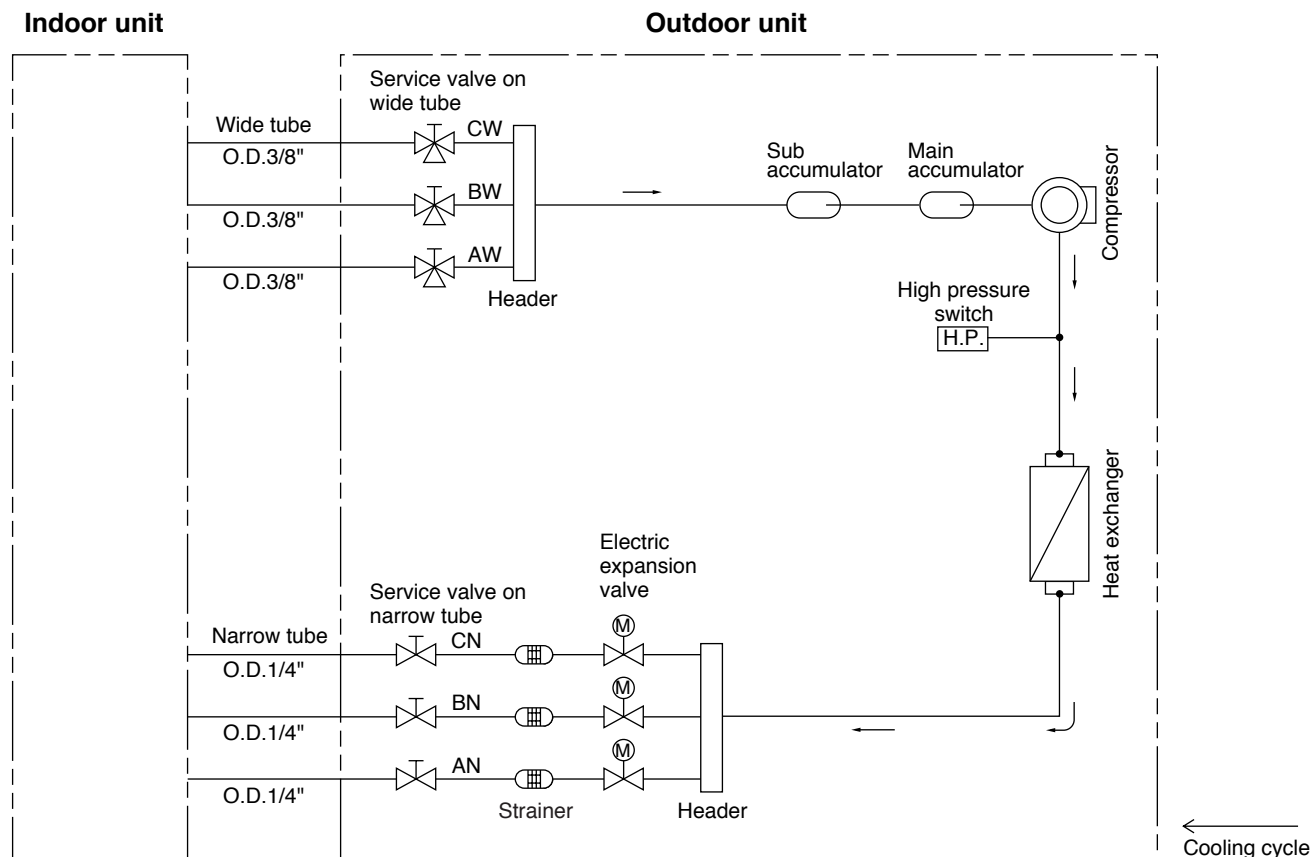 Indoor unit
Outdoor unit
Service valve on
wide tube
Wide tube
CW
O.D.3/8"
Sub
accumulator
Main
accumulator
Compressor
BW
O.D.3/8"
AW
O.D.3/8"
Header
High pressure
switch
H.P.
Heat exchanger
Electric
expansion
valve
Service valve on
narrow tube
Narrow tube
CN
M
O.D.1/4"
BN
M
O.D.1/4"
AN
M
O.D.1/4"
Strainer
Header
Cooling cycle